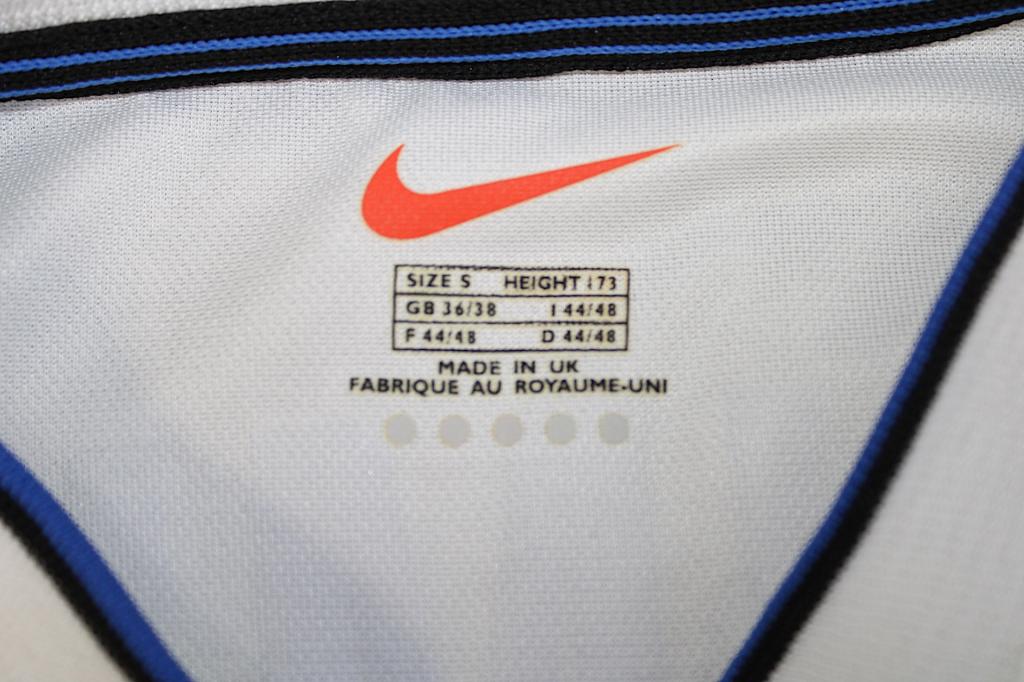 SIZE S HEIGHT 173
GB 36/38 I 44/48
F 44/48 D 44/48
MADE IN UK
FABRIQUE AU ROYAUME-UNI